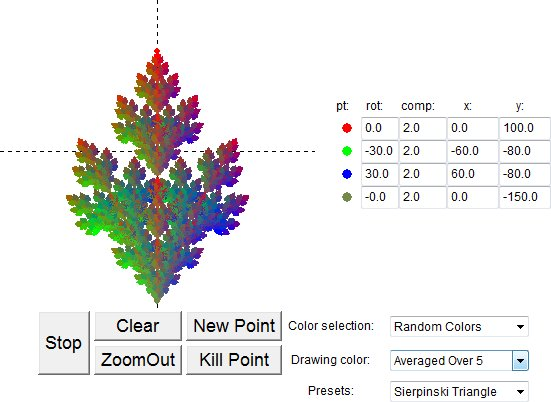 pt: rot: comp: x: y:
0.0 2.0 0.0 100.0
-30.0 2.0 -60.0 -80.0
30.0 2.0 60.0 -80.0
-0.0 2.0 0.0 -150.0
Stop Clear New Point
ZoomOut Kill Point
Color selection: Random Colors
Drawing color: Averaged Over 5
Presets: Sierpinski Triangle